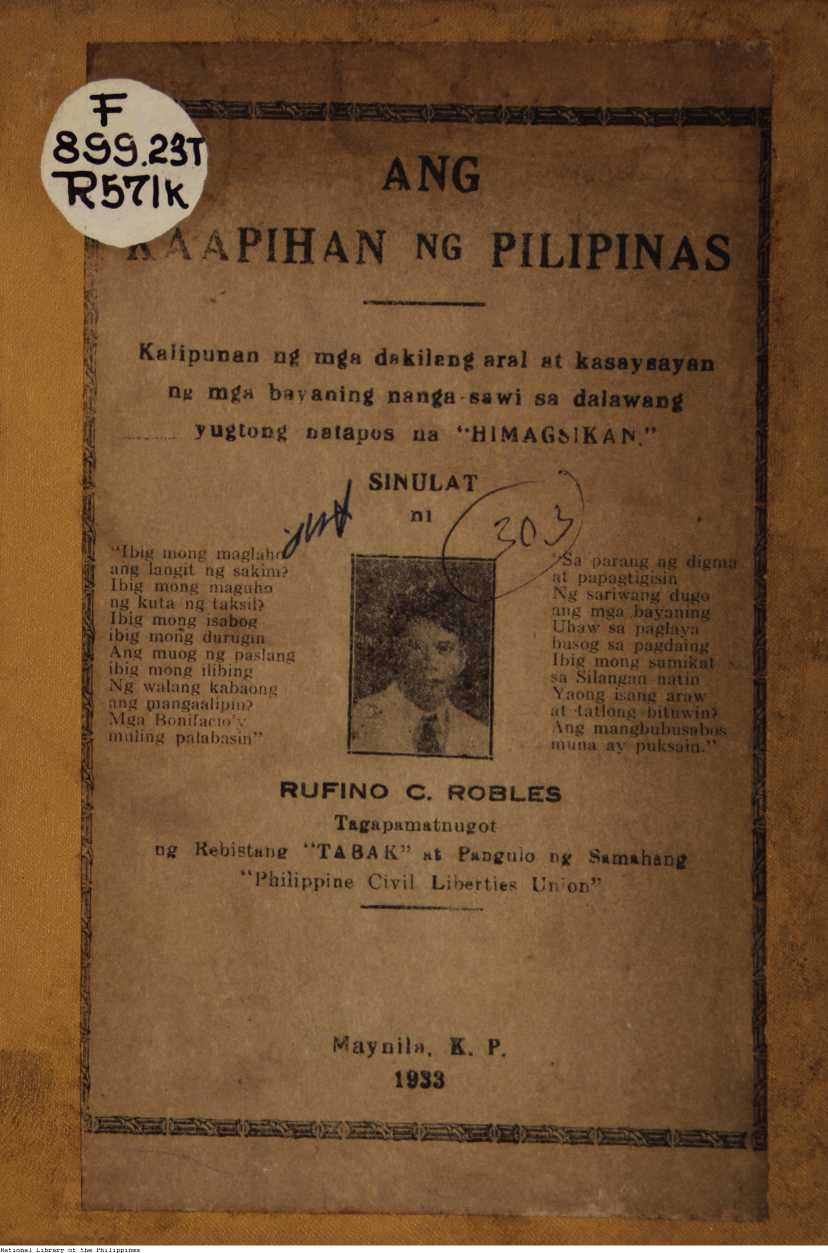 F
899.23T
R571k
ANG
KAAPIHAN NG PILIPINAS
Kalipunan ng mga dakilang aral at kasaysayan
ng mga bayaning nanga-sawi sa dalawang
yugtong natapos na “HIMAGSIKAN.”
SINULAT
ni
303
“Ibig mong maglaho
ang langit ng sakim?
Ibig mong maguho
ng kuta ng taksil?
Ibig mong isabog
ibig mong durugin
Ang muog ng paslang
ibig mong ilibing
Ng walang kabaong
ang mangaalipin?
Mga Bonifacio'y
muling palabasin”
“Sa parang ng digma
at papagtigisin
Ng sariwang dugo
ang mga bayaning
Uhaw sa paglaya
busog sa pagdaing
Ibig mong sumikat
sa Silangan natin
Yaong isang araw
at tatlong bituwin?
Ang mangbubusabos
muna ay puksain.”
RUFINO C. ROBLES
Tagapamatnugot
ng Rebistang “TABAK” at Pangulo ng Samahang
“Philippine Civil Liberties Union”
Maynila, K. P.
1933
National Library of the Philippines